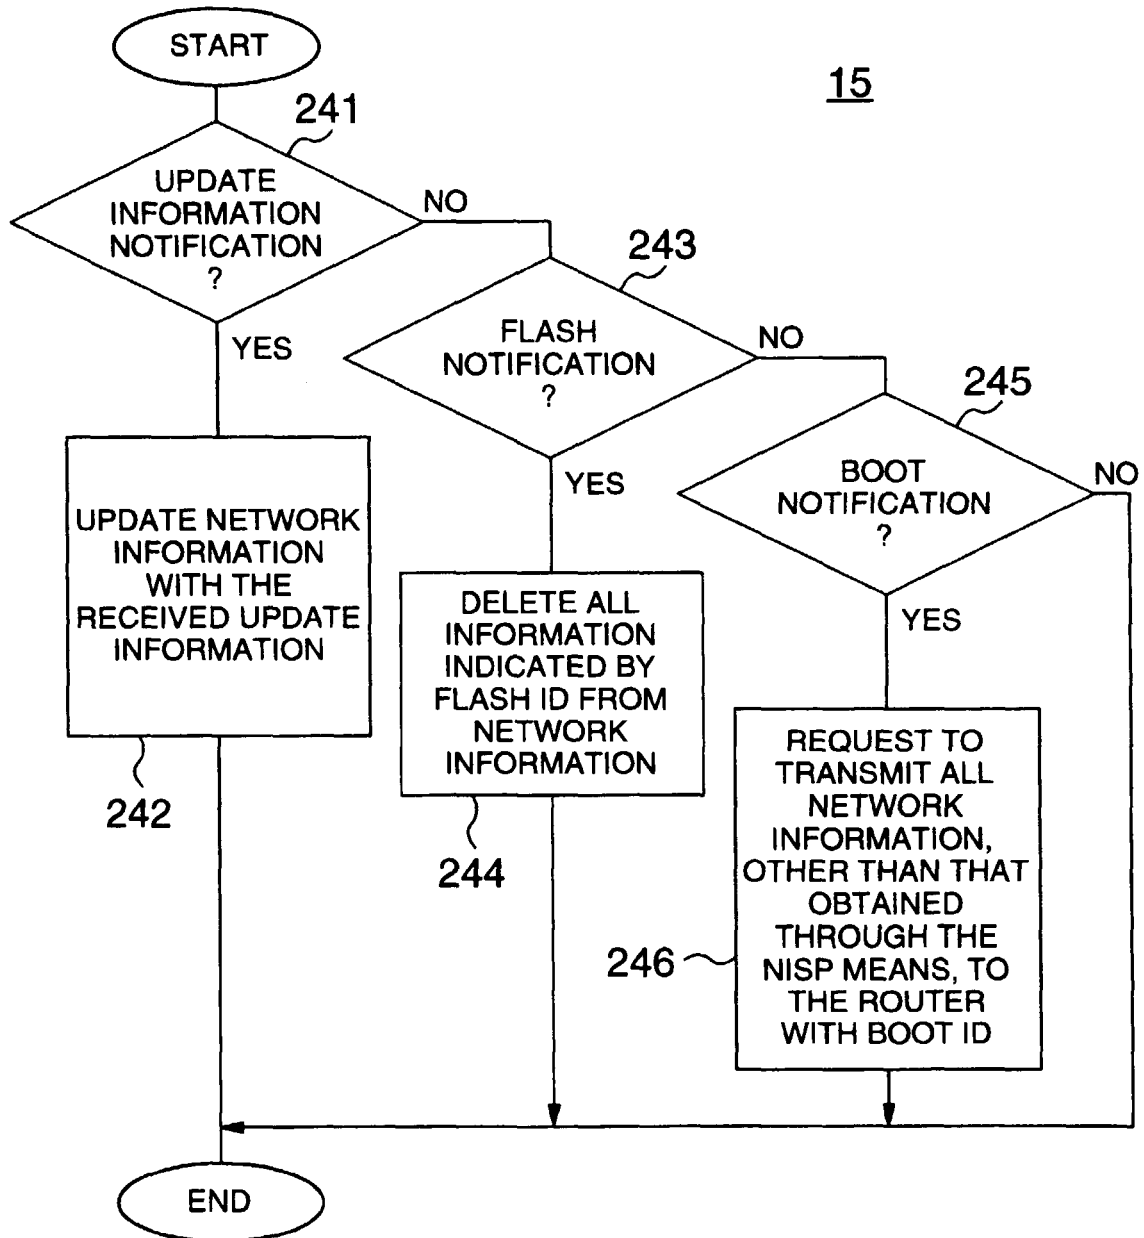 START
15
241
UPDATE
INFORMATION
NOTIFICATION
?
NO
YES
243
FLASH
NOTIFICATION
?
NO
YES
245
BOOT
NOTIFICATION
?
NO
YES
UPDATE NETWORK
INFORMATION
WITH THE
RECEIVED UPDATE
INFORMATION
242
DELETE ALL
INFORMATION
INDICATED BY
FLASH ID FROM
NETWORK
INFORMATION
244
REQUEST TO
TRANSMIT ALL
NETWORK
INFORMATION,
OTHER THAN THAT
OBTAINED
THROUGH THE
NISP MEANS, TO
THE ROUTER
WITH BOOT ID
246
END